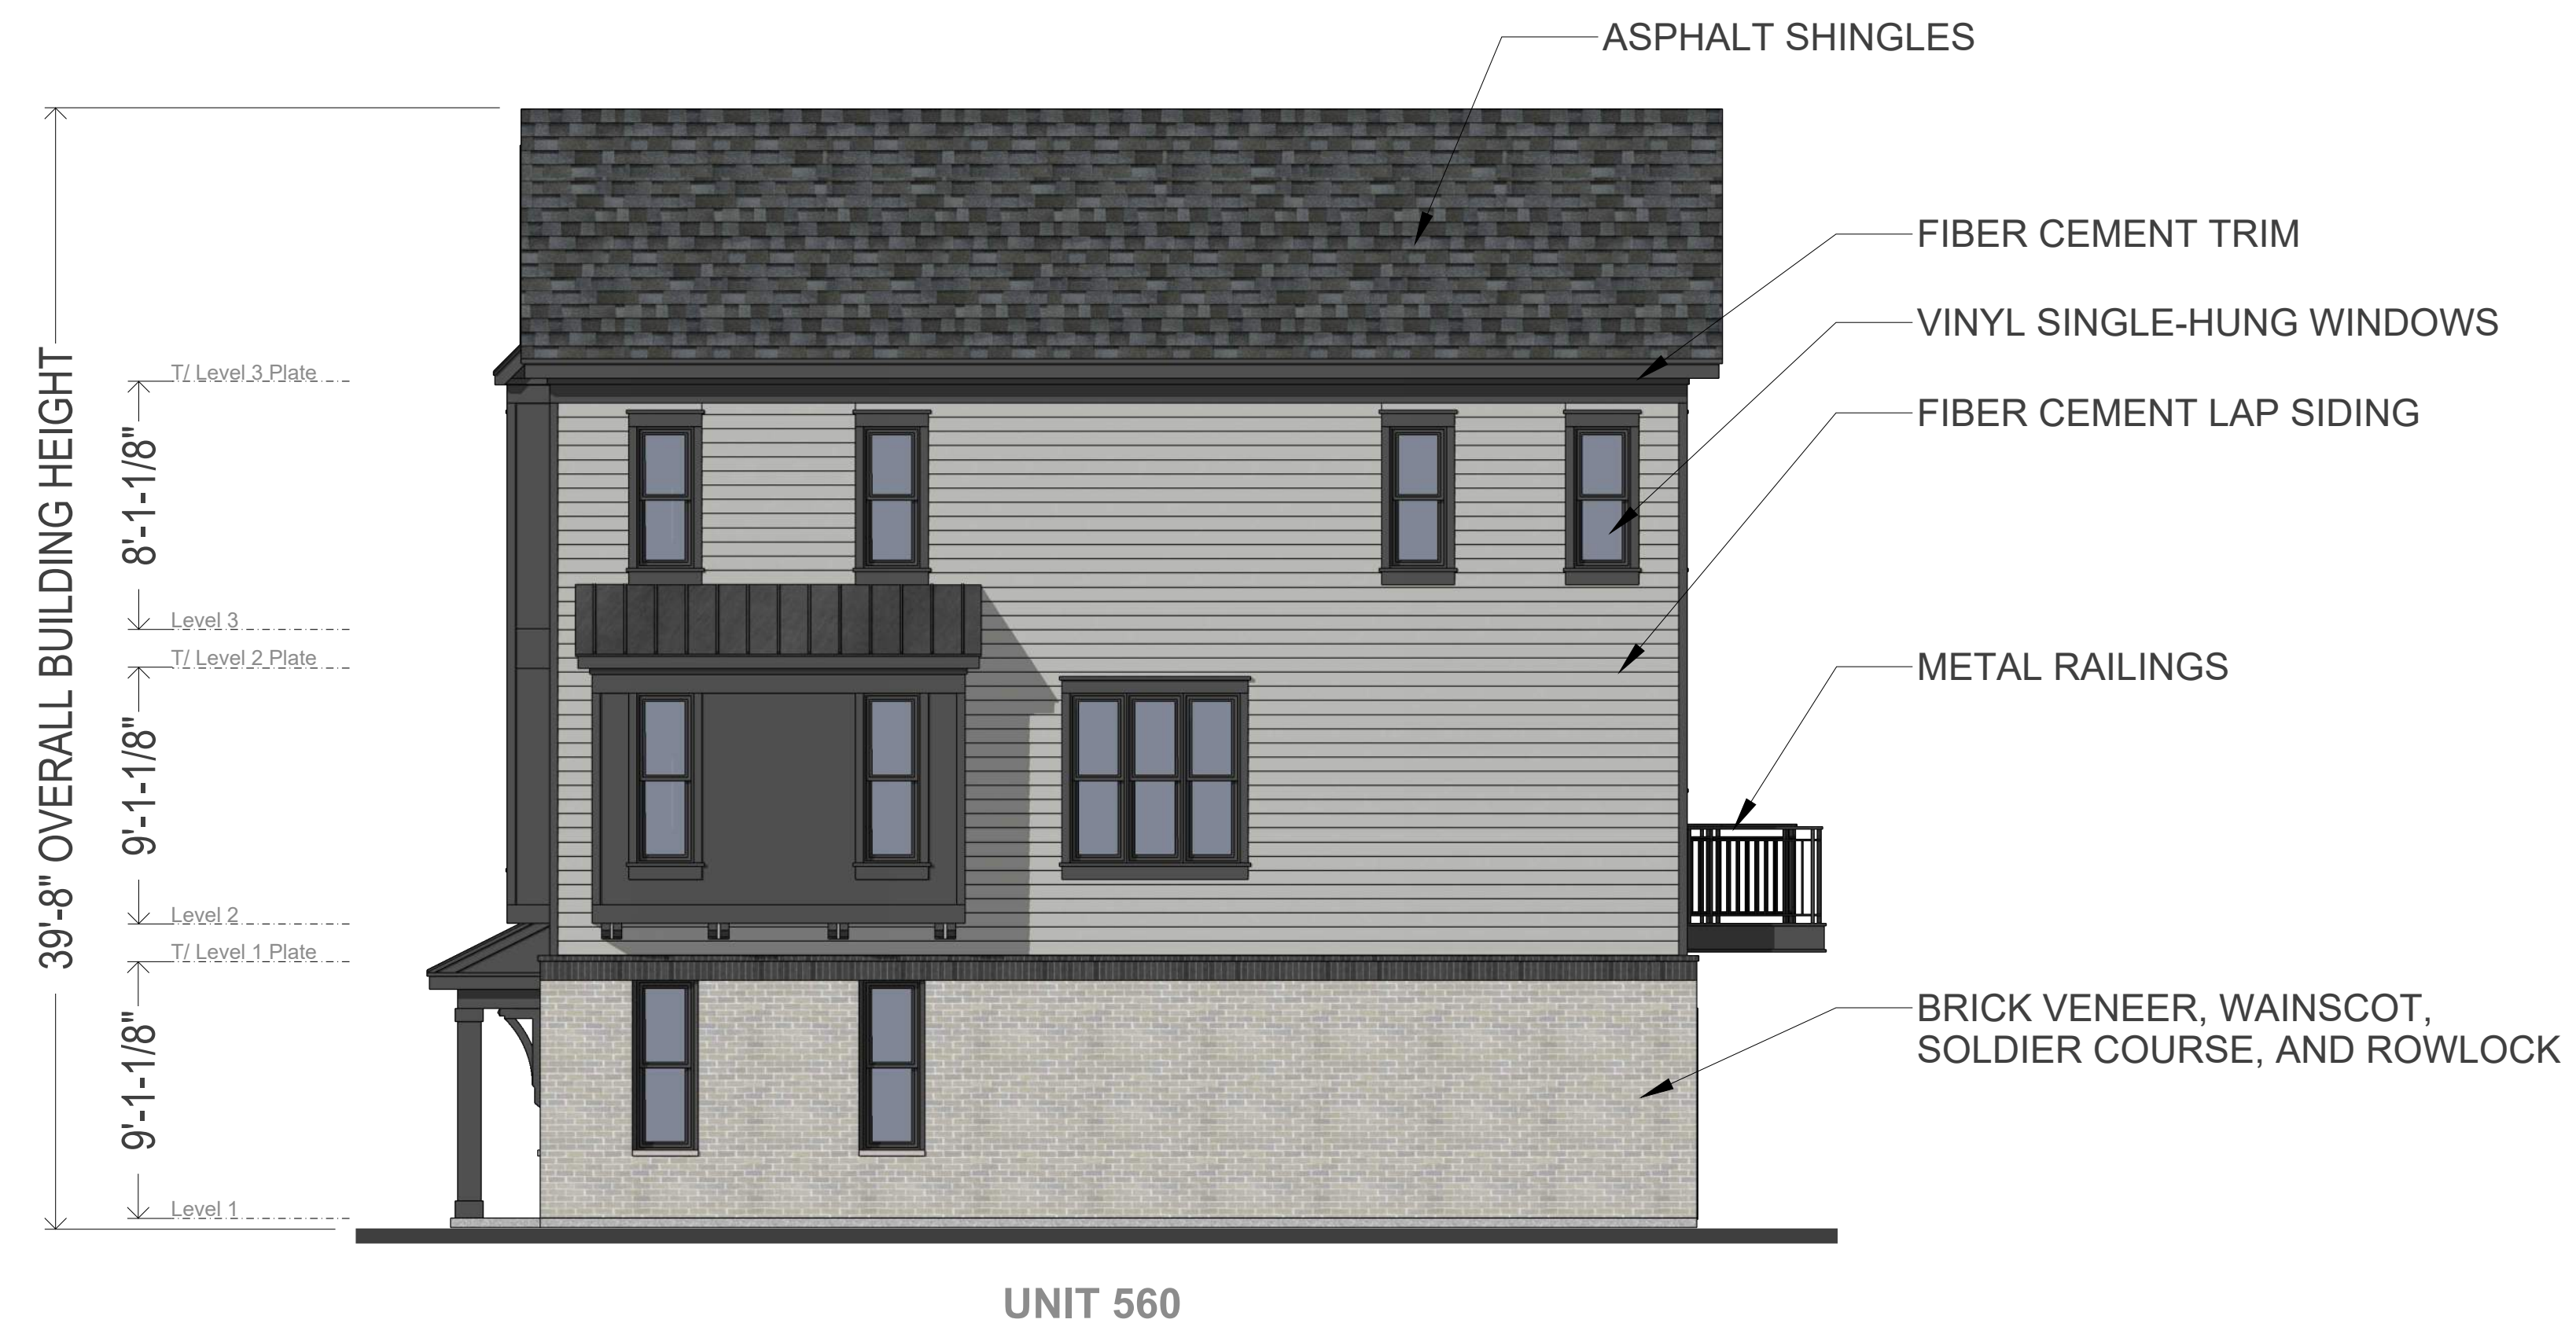 ASPHALT SHINGLES
FIBER CEMENT TRIM
VINYL SINGLE-HUNG WINDOWS
FIBER CEMENT LAP SIDING
METAL RAILINGS
BRICK VENEER, WAINSCOT,
SOLDIER COURSE, AND ROWLOCK
39'-8" OVERALL BUILDING HEIGHT
T/ Level 3 Plate
8'-1-1/8"
Level 3
T/ Level 2 Plate
9'-1-1/8"
Level 2
T/ Level 1 Plate
9'-1-1/8"
Level 1
UNIT 560